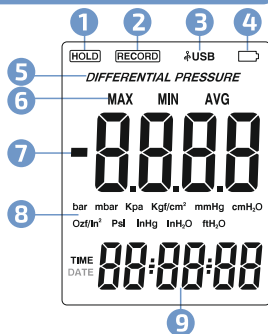 1 2 3 4
HOLD RECORD USB
5 DIFFERENTIAL PRESSURE
6 MAX MIN AVG
7 -8.8.8.8
bar mbar Kpa Kgf/cm² mmHg cmH₂O
8 Ozf/in² Psl InHg InH₂O ftH₂O
TIME 88:88:88
DATE
9